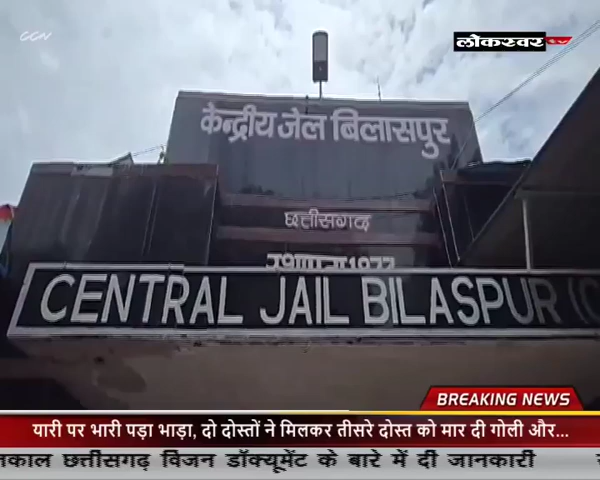 CCN
लोकस्वर
केन्द्रीय जेल बिलासपुर
छत्तीसगढ़
CENTRAL JAIL BILASPUR (C
BREAKING NEWS
यारी पर भारी पड़ा भाड़ा, दो दोस्तों ने मिलकर तीसरे दोस्त को मार दी गोली और...
छत्तीसगढ़ विजन डॉक्यूमेंट के बारे में दी जानकारी